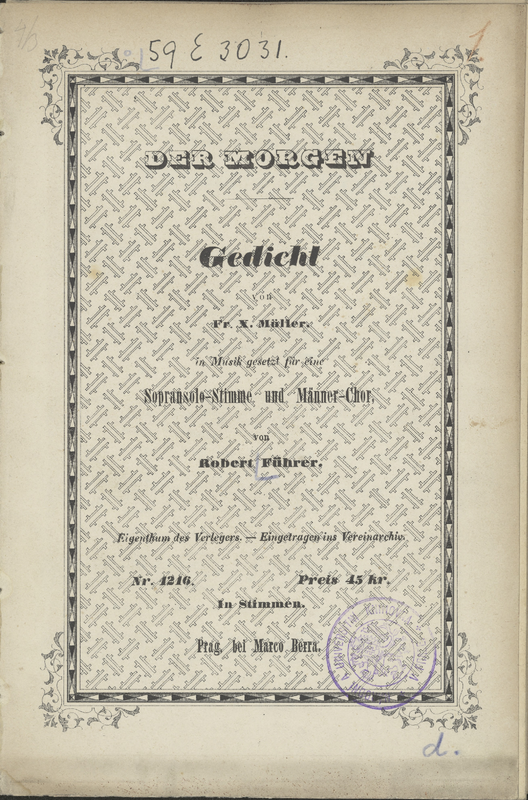 59 E 3031.
1
DER MORGEN
Gedicht
von
Fr. X. Müller.
in Musik gesetzt für eine
Sopransolo-Stimme und Männer-Chor,
von
Robert Führer.
Eigenthum des Verlegers. — Eingetragen ins Vereinarchiv.
Nr. 1216. Preis 45 kr.
In Stimmen.
Prag, bei Marco Berra.
d.